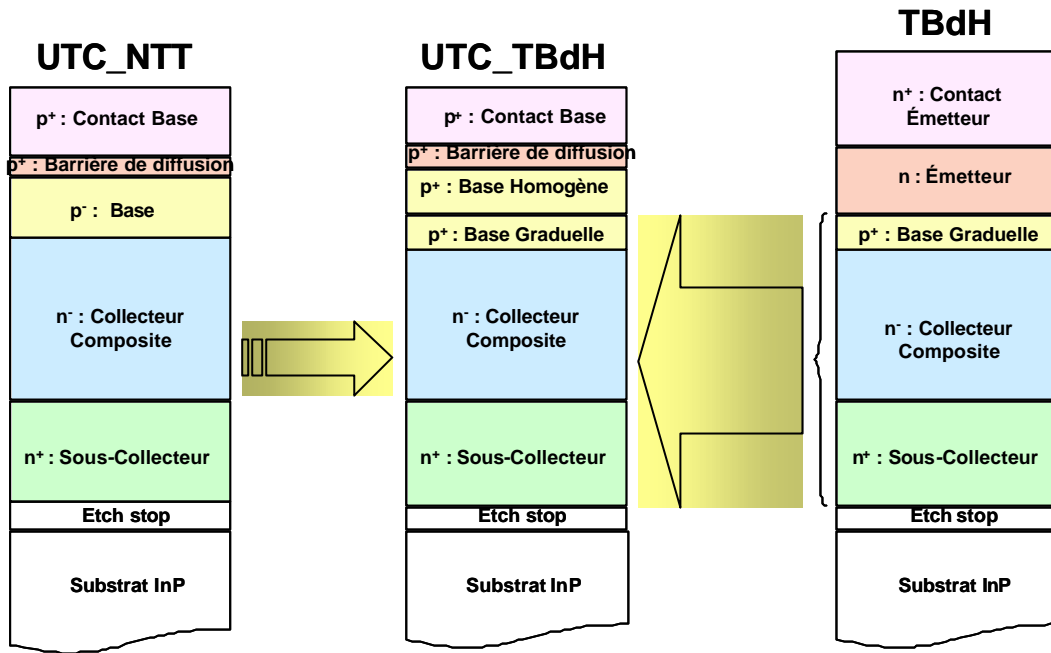 UTC_NTT
p⁺ : Contact Base
p⁺ : Barrière de diffusion
p⁻ : Base
n⁻ : Collecteur
Composite
n⁺ : Sous-Collecteur
Etch stop
Substrat InP
UTC_TBdH
p⁺ : Contact Base
p⁺ : Barrière de diffusion
p⁺ : Base Homogène
p⁺ : Base Graduelle
n⁻ : Collecteur
Composite
n⁺ : Sous-Collecteur
Etch stop
Substrat InP
TBdH
n⁺ : Contact
Émetteur
n : Émetteur
p⁺ : Base Graduelle
n⁻ : Collecteur
Composite
n⁺ : Sous-Collecteur
Etch stop
Substrat InP